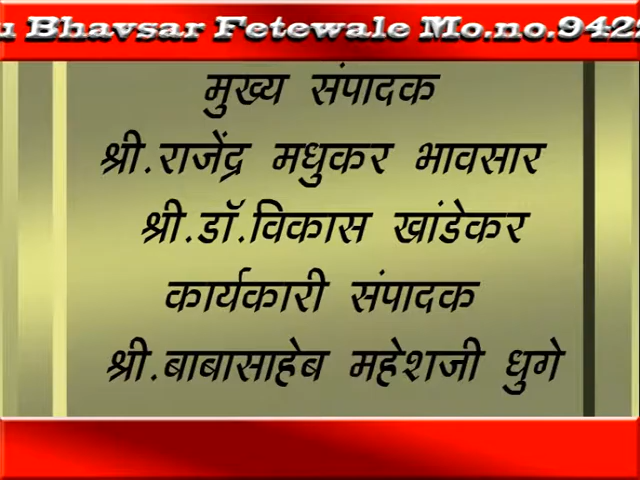 Bhavsar Fetewale Mo.no.942
मुख्य संपादक
श्री.राजेंद्र मधुकर भावसार
श्री.डॉ.विकास खांडेकर
कार्यकारी संपादक
श्री.बाबासाहेब महेशजी धुगे